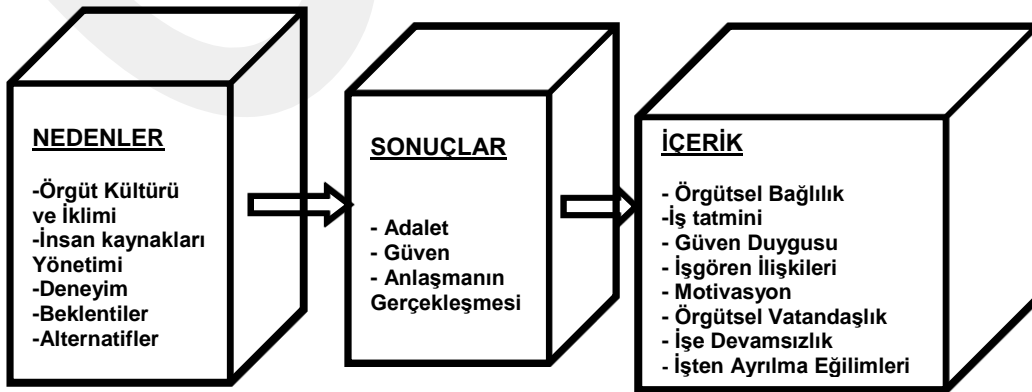 NEDENLER
-Örgüt Kültürü
ve İklimi
-İnsan kaynakları
Yönetimi
-Deneyim
-Beklentiler
-Alternatifler
SONUÇLAR
- Adalet
- Güven
- Anlaşmanın
Gerçekleşmesi
İÇERİK
- Örgütsel Bağlılık
-İş tatmini
- Güven Duygusu
- İşgören İlişkileri
- Motivasyon
- Örgütsel Vatandaşlık
- İşe Devamsızlık
- İşten Ayrılma Eğilimleri